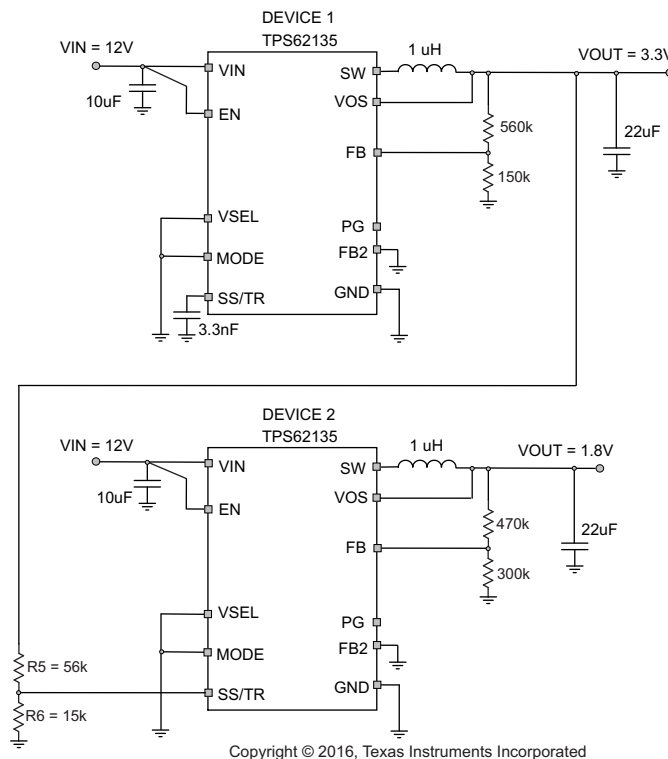 DEVICE 1
TPS62135
VIN = 12V
1 uH
VOUT = 3.3V
VIN
SW
10uF
VOS
EN
560k
22uF
FB
150k
VSEL
PG
MODE
FB2
SS/TR
GND
3.3nF
DEVICE 2
TPS62135
VIN = 12V
1 uH
VOUT = 1.8V
VIN
SW
10uF
VOS
EN
470k
22uF
FB
300k
VSEL
PG
MODE
FB2
R5 = 56k
SS/TR
GND
R6 = 15k
Copyright © 2016, Texas Instruments Incorporated